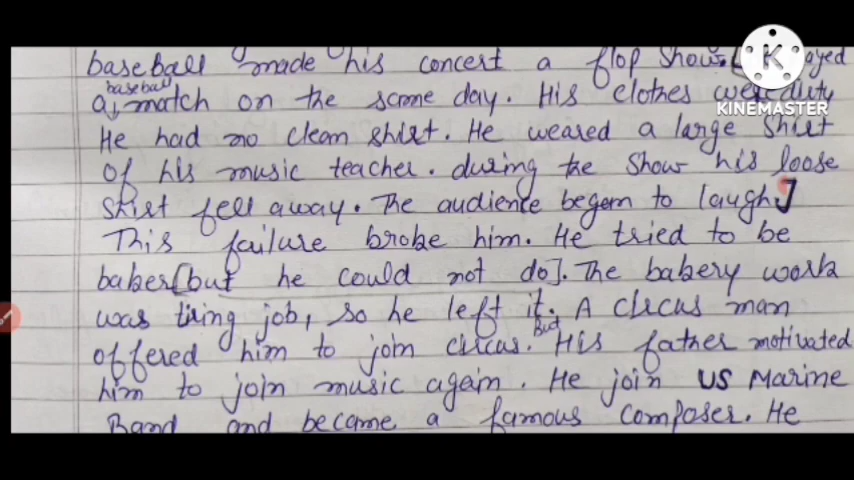 baseball made his concert a flop show.
K
KINEMASTER
baseball
a match on the same day. His clothes were dirty
He had no clean shirt. He weared a large shirt
of his music teacher. during the show his loose
shirt fell away. The audience began to laugh.]
This failure broke him. He tried to be
baker [but he could not do]. The bakery work
was tiring job, so he left it. A circus man
But
offered him to join circus. His father motivated
him to join music again. He join US Marine
Band and became a famous composer. He